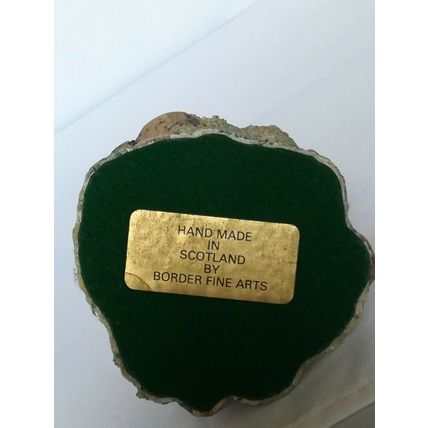 HAND MADE
IN
SCOTLAND
BY
BORDER FINE ARTS